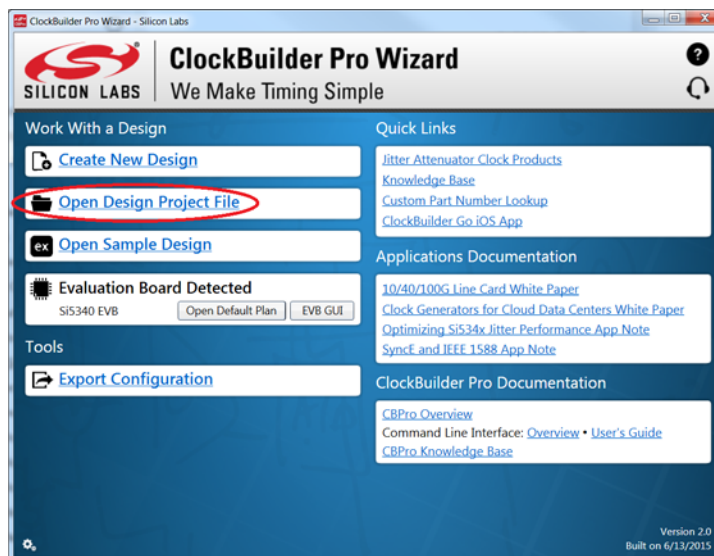 ClockBuilder Pro Wizard - Silicon Labs
SILICON LABS
ClockBuilder Pro Wizard
We Make Timing Simple
?
Work With a Design
Create New Design
Open Design Project File
ex Open Sample Design
Evaluation Board Detected
Si5340 EVB
Open Default Plan
EVB GUI
Tools
Export Configuration
Quick Links
Jitter Attenuator Clock Products
Knowledge Base
Custom Part Number Lookup
ClockBuilder Go iOS App
Applications Documentation
10/40/100G Line Card White Paper
Clock Generators for Cloud Data Centers White Paper
Optimizing Si534x Jitter Performance App Note
SyncE and IEEE 1588 App Note
ClockBuilder Pro Documentation
CBPro Overview
Command Line Interface: Overview • User's Guide
CBPro Knowledge Base
Version 2.0
Built on 6/13/2015